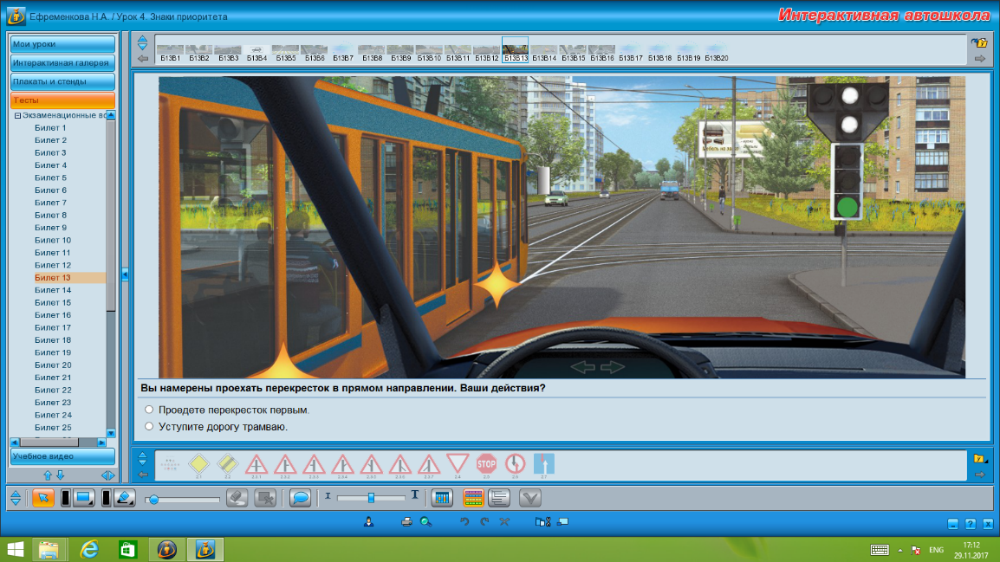 Ефременкова Н.А. / Урок 4. Знаки приоритета
Интерактивная автошкола
Мои уроки
Интерактивная галерея
Плакаты и стенды
Тесты
Экзаменационные во
Билет 1
Билет 2
Билет 3
Билет 4
Билет 5
Билет 6
Билет 7
Билет 8
Билет 9
Билет 10
Билет 11
Билет 12
Билет 13
Билет 14
Билет 15
Билет 16
Билет 17
Билет 18
Билет 19
Билет 20
Билет 21
Билет 22
Билет 23
Билет 24
Билет 25
Учебное видео
Б13В1 Б13В2 Б13В3 Б13В4 Б13В5 Б13В6 Б13В7 Б13В8 Б13В9 Б13В10 Б13В11 Б13В12 Б13В13 Б13В14 Б13В15 Б13В16 Б13В17 Б13В18 Б13В19 Б13В20
Вы намерены проехать перекресток в прямом направлении. Ваши действия?
Проедете перекресток первым.
Уступите дорогу трамваю.
STOP
2.1 2.2 2.3.1 2.3.2 2.3.3 2.3.4 2.3.5 2.3.6 2.3.7 2.4 2.5 2.6 2.7
I T
ENG
17:12
29.11.2017